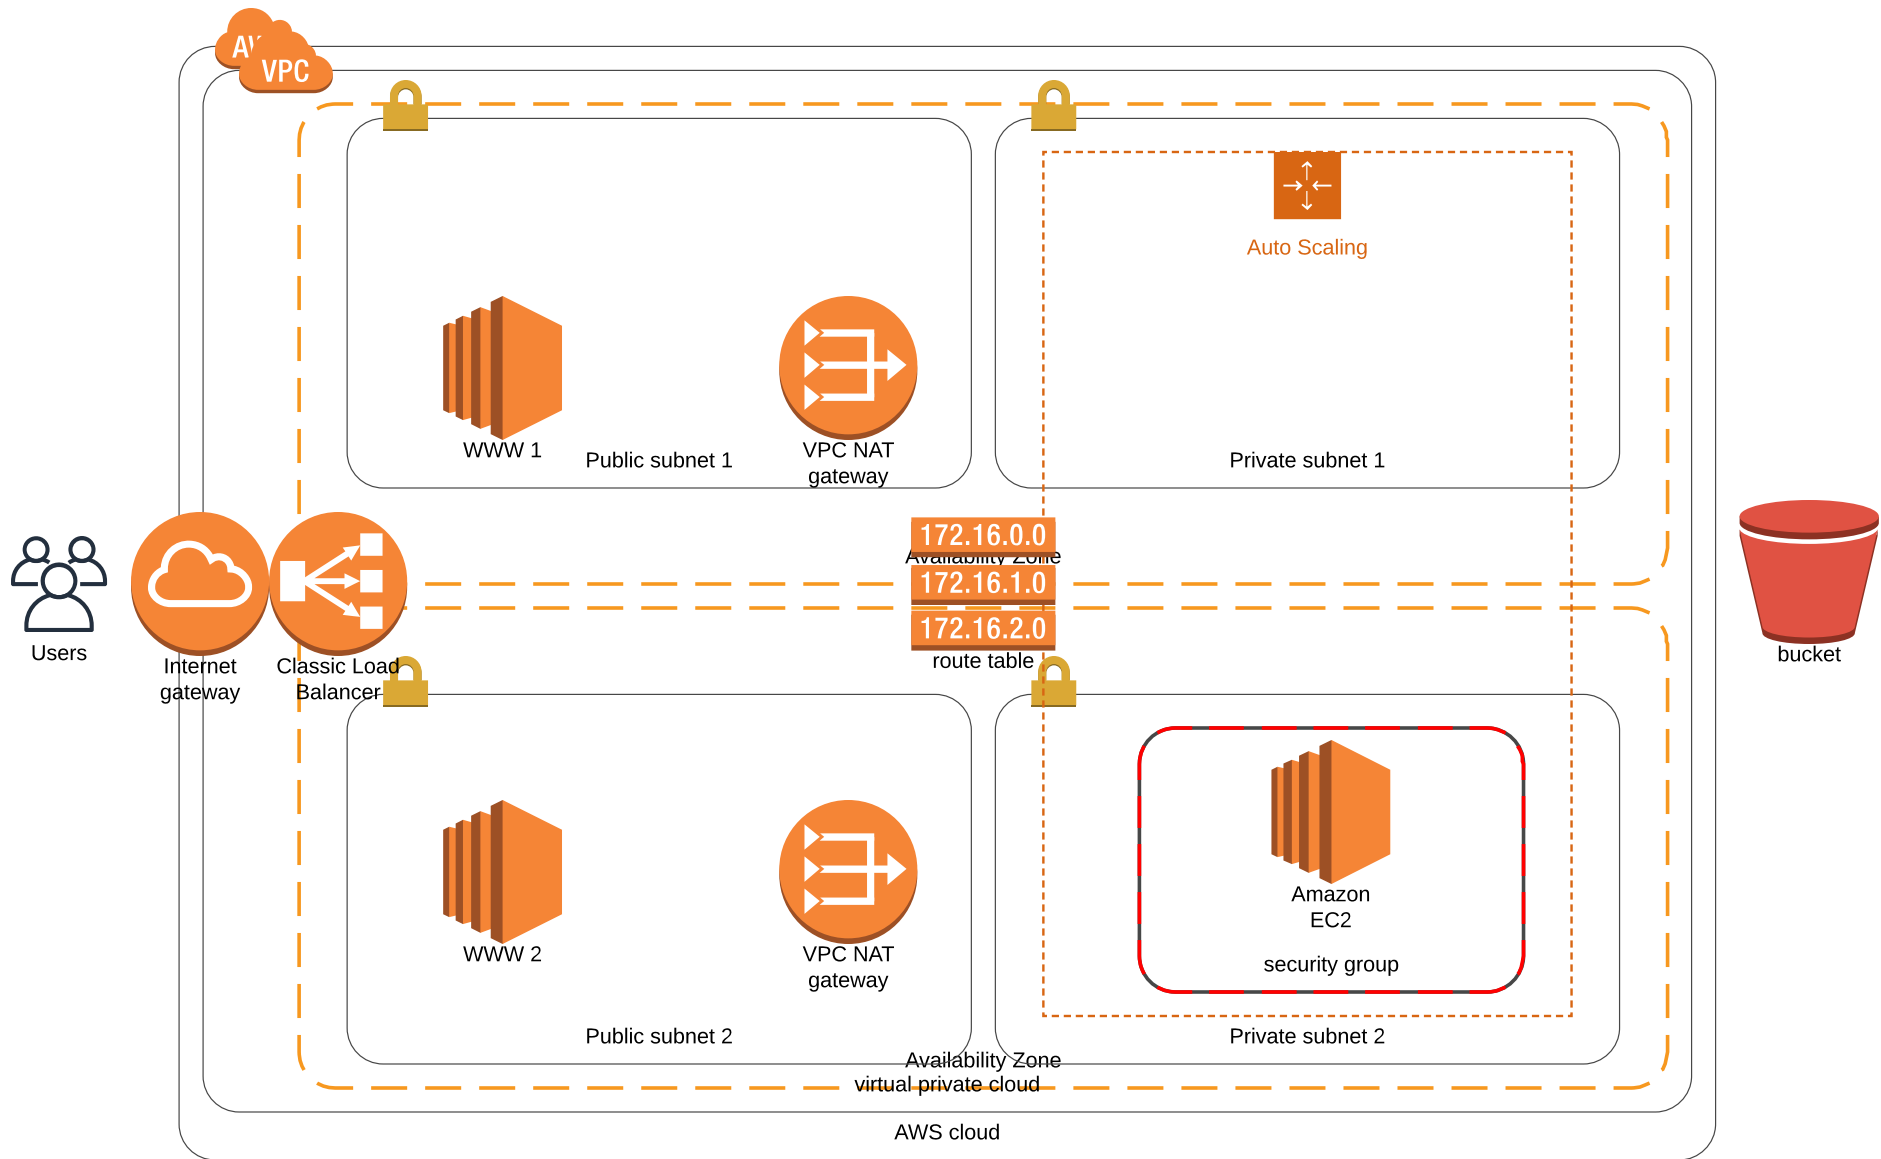 VPC
Auto Scaling
WWW 1
Public subnet 1
VPC NAT
gateway
Private subnet 1
172.16.0.0
Availability Zone
172.16.1.0
172.16.2.0
route table
Users
Internet
gateway
Classic Load
Balancer
bucket
WWW 2
VPC NAT
gateway
Amazon
EC2
security group
Public subnet 2
Private subnet 2
Availability Zone
virtual private cloud
AWS cloud